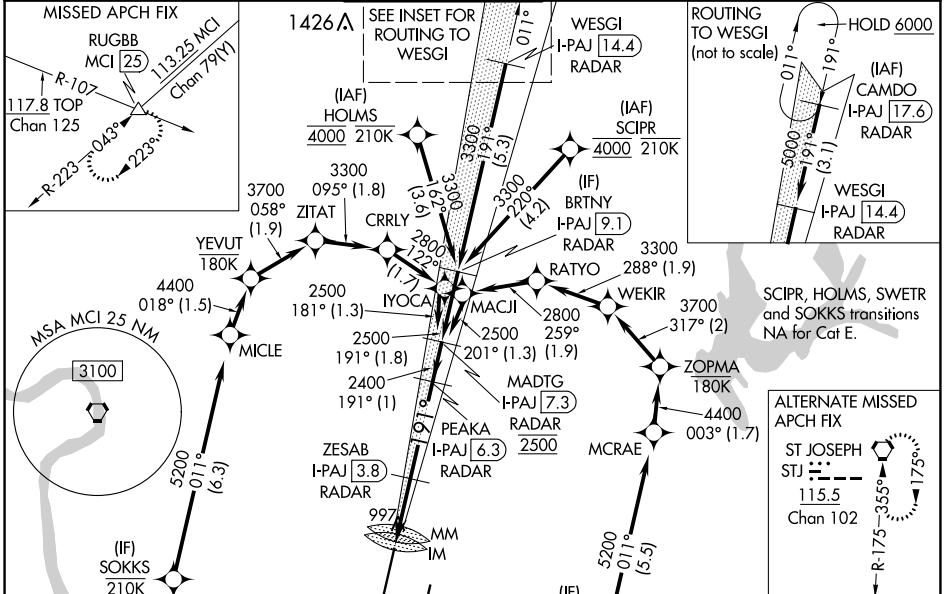 MISSED APCH FIX
RUGBB
MCI 25
113.25 MCI
Chan 79(Y)
R-107
117.8 TOP
Chan 125
R-223
043°
223°
1426
SEE INSET FOR
ROUTING TO
WESGI
011°
WESGI
I-PAJ 14.4
RADAR
ROUTING
TO WESGI
(not to scale)
HOLD 6000
011°
191°
(IAF)
CAMDO
I-PAJ 17.6
RADAR
5000
191°
(3.1)
WESGI
I-PAJ 14.4
RADAR
(IAF)
HOLMS
4000 210K
(IAF)
SCIPR
4000 210K
3300
191°
(5.3)
3300
162°
(3.6)
3300
220°
(4.2)
(IF)
BRTNY
I-PAJ 9.1
RADAR
3300
095° (1.8)
3700
058°
(1.9)
ZITAT
CRRLY
2800
122°
(1.7)
YEVUT
180K
4400
018° (1.5)
MICLE
IYOCA
MACJI
RATYO
3300
288° (1.9)
WEKIR
3700
317° (2)
2800
259°
(1.9)
2500
181° (1.3)
2500
201° (1.3)
2500
191° (1.8)
2400
191° (1)
MADTG
I-PAJ 7.3
RADAR
2500
ZOPMA
180K
4400
003° (1.7)
MCRAE
SCIPR, HOLMS, SWETR
and SOKKS transitions
NA for Cat E.
MSA MCI 25 NM
3100
191°
PEAKA
I-PAJ 6.3
RADAR
ZESAB
I-PAJ 3.8
RADAR
997
MM
IM
5200
011°
(6.3)
(IF)
SOKKS
210K
5200
011°
(5.5)
(IF)
ALTERNATE MISSED
APCH FIX
ST JOSEPH
STJ
115.5
Chan 102
R-175
355°
175°